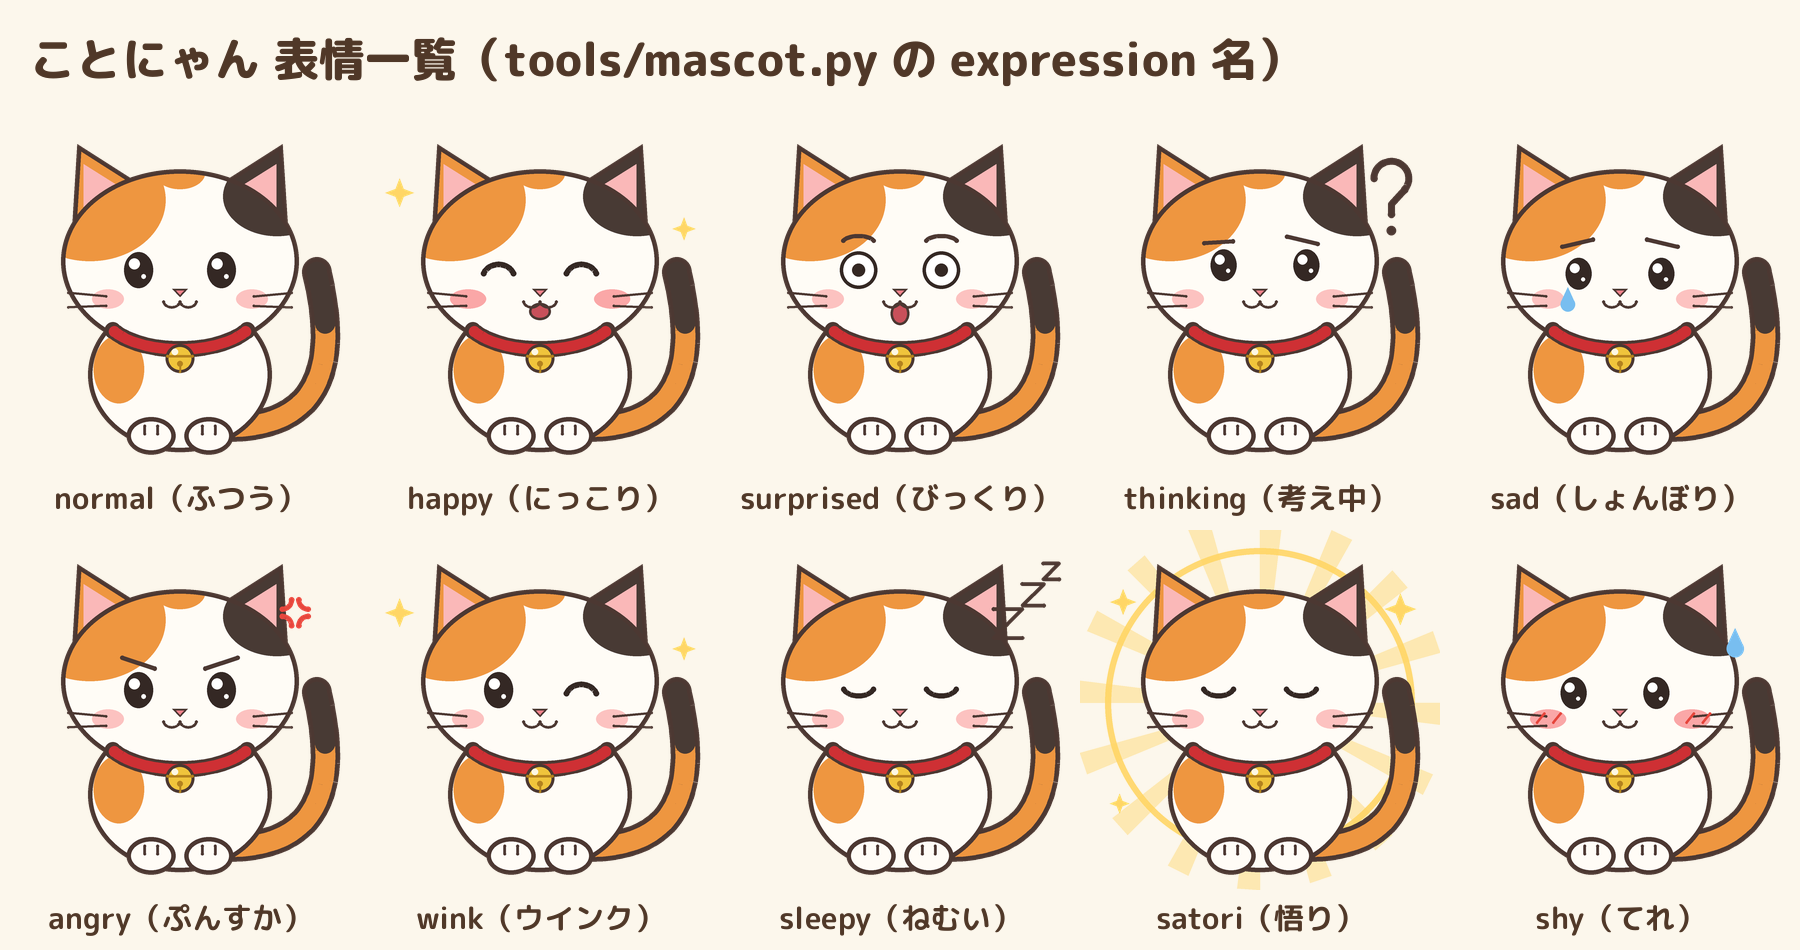 ことにゃん 表情一覧（tools/mascot.py の expression 名）
?
normal（ふつう）
happy（にっこり）
surprised（びっくり）
thinking（考え中）
sad（しょんぼり）
z
z
z
angry（ぷんすか）
wink（ウインク）
sleepy（ねむい）
satori（悟り）
shy（てれ）